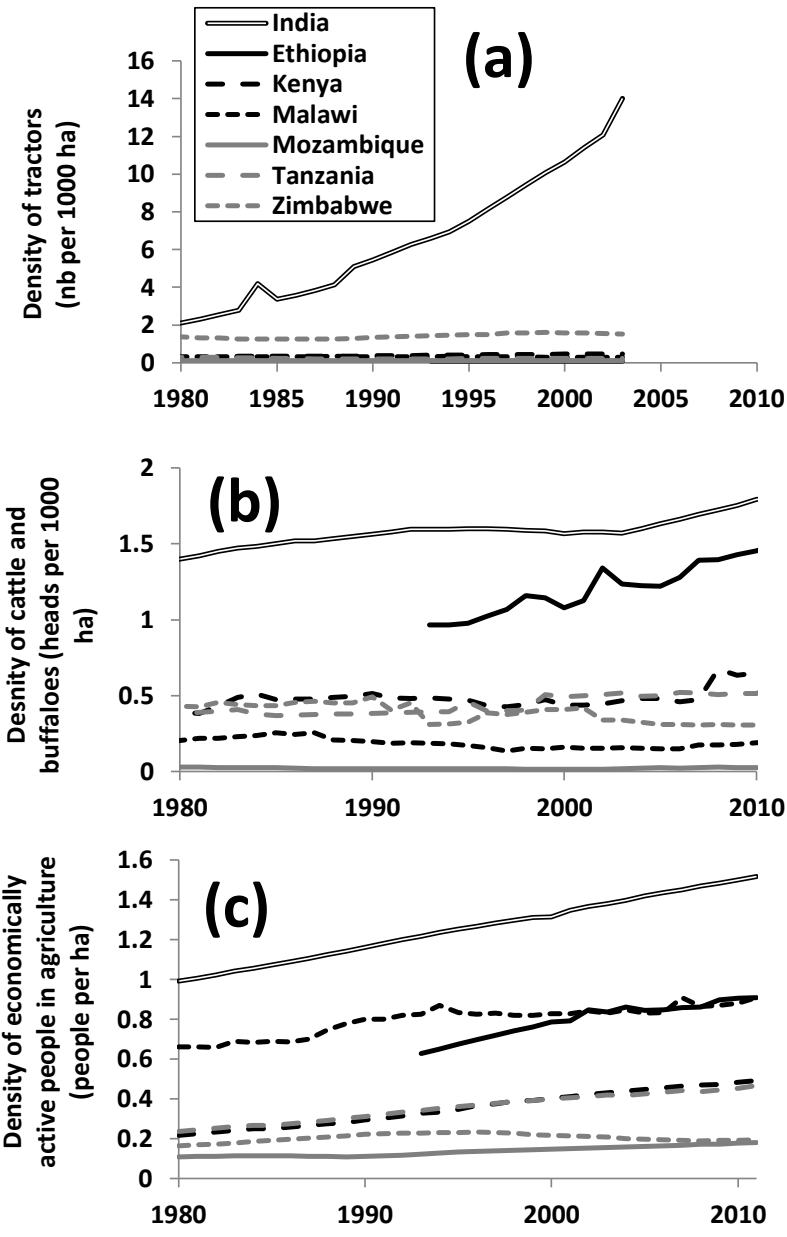 India
Ethiopia
Kenya
Malawi
Mozambique
Tanzania
Zimbabwe
(a)
Density of tractors
(nb per 1000 ha)
16
14
12
10
8
6
4
2
0
1980 1985 1990 1995 2000 2005 2010
(b)
Desnity of cattle and
buffaloes (heads per 1000
ha)
2
1.5
1
0.5
0
1980 1990 2000 2010
(c)
Density of economically
active people in agriculture
(people per ha)
1.6
1.4
1.2
1
0.8
0.6
0.4
0.2
0
1980 1990 2000 2010